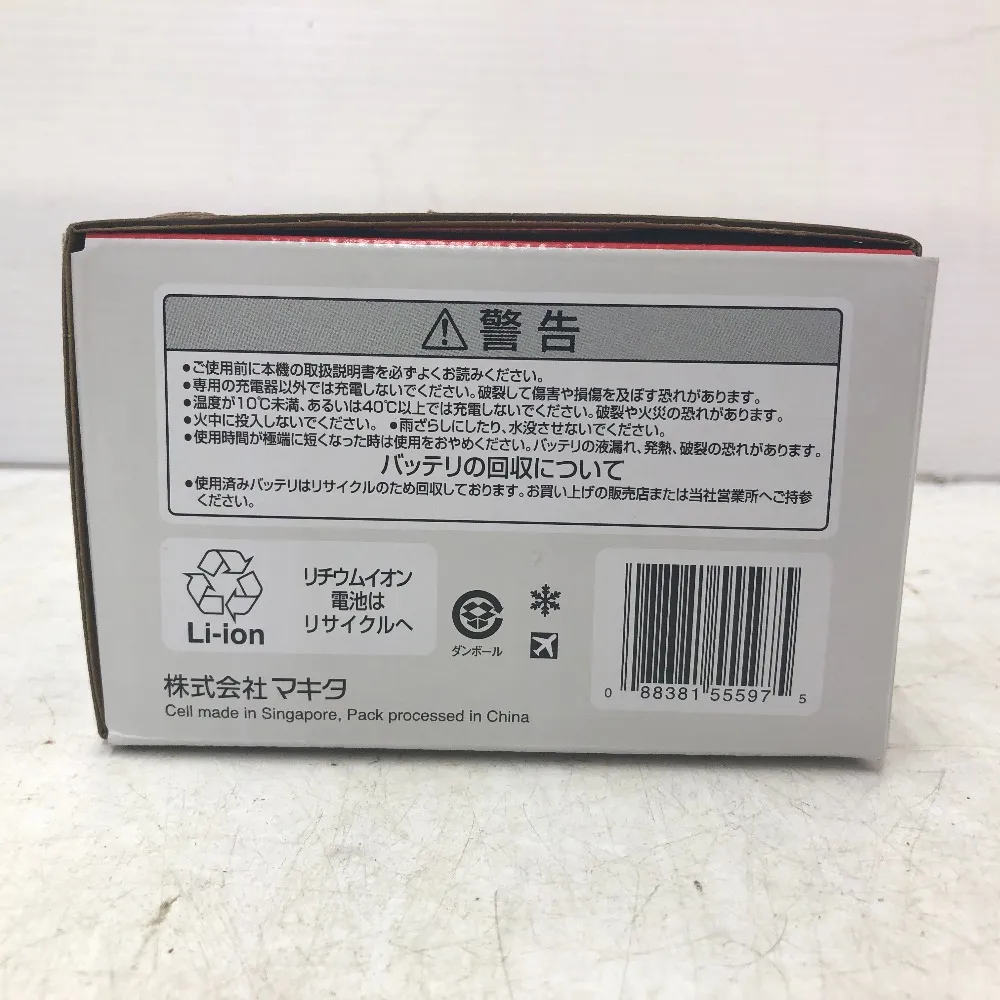 警告
●ご使用前に本機の取扱説明書を必ずよくお読みください。
●専用の充電器以外では充電しないでください。破裂して傷害や損傷を及ぼす恐れがあります。
●温度が10℃未満、あるいは40℃以上では充電しないでください。破裂や火災の恐れがあります。
●火中に投入しないでください。 ●雨ざらしにしたり、水没させないでください。
●使用時間が極端に短くなった時は使用をおやめください。バッテリの液漏れ、発熱、破裂の恐れがあります。
バッテリの回収について
●使用済みバッテリはリサイクルのため回収しております。お買い上げの販売店または当社営業所へご持参
ください。
Li-ion
リチウムイオン
電池は
リサイクルへ
ダンボール
0 88381 55597 5
株式会社マキタ
Cell made in Singapore, Pack processed in China